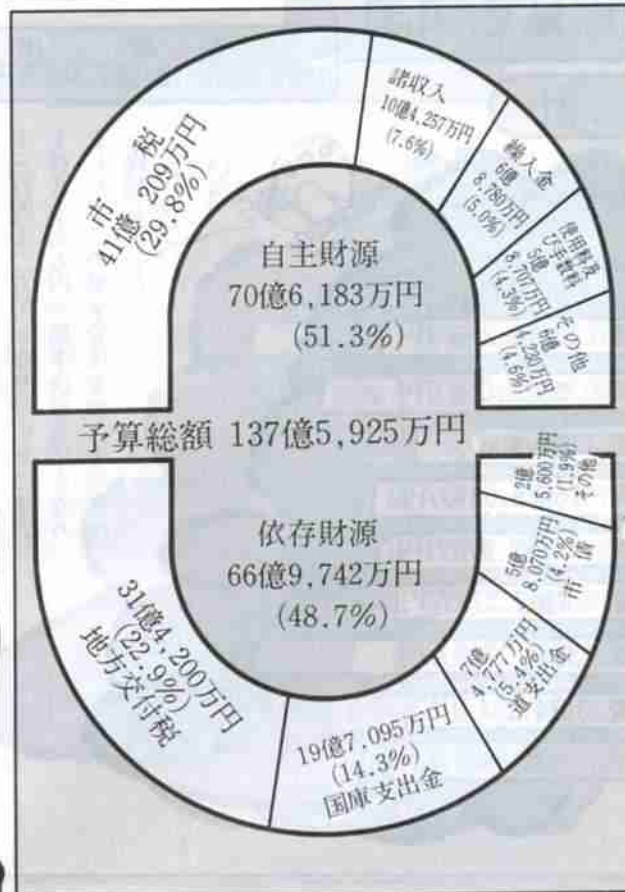 市税
41億 209万円
(29.8%)
諸収入
10億4,257万円
(7.6%)
繰入金
6億
8,780万円
(5.0%)
使用料及
び手数料
5億
8,707万円
(4.3%)
その他
6億
4,230万円
(4.6%)
自主財源
70億6,183万円
(51.3%)
予算総額 137億5,925万円
依存財源
66億9,742万円
(48.7%)
31億4,200万円
(22.9%)
地方交付税
19億7,095万円
(14.3%)
国庫支出金
7億
4,777万円
(5.4%)
道支出金
5億
8,070万円
(4.2%)
市債
2億
5,600万円
(1.9%)
その他